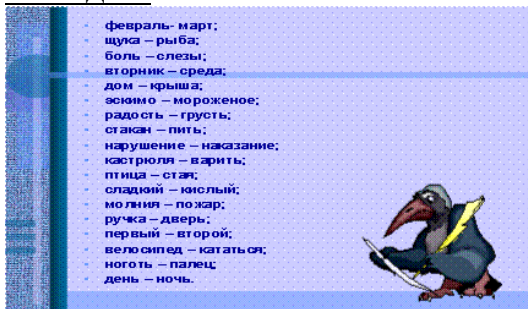 февраль- март;
щука – рыба;
боль – слезы;
вторник – среда;
дом – крыша;
эскимо – мороженое;
радость – грусть;
стакан – пить;
нарушение – наказание;
кастрюля – варить;
птица – стая;
сладкий – кислый;
молния – пожар;
ручка – дверь;
первый – второй;
велосипед – кататься;
ноготь – палец;
день – ночь.